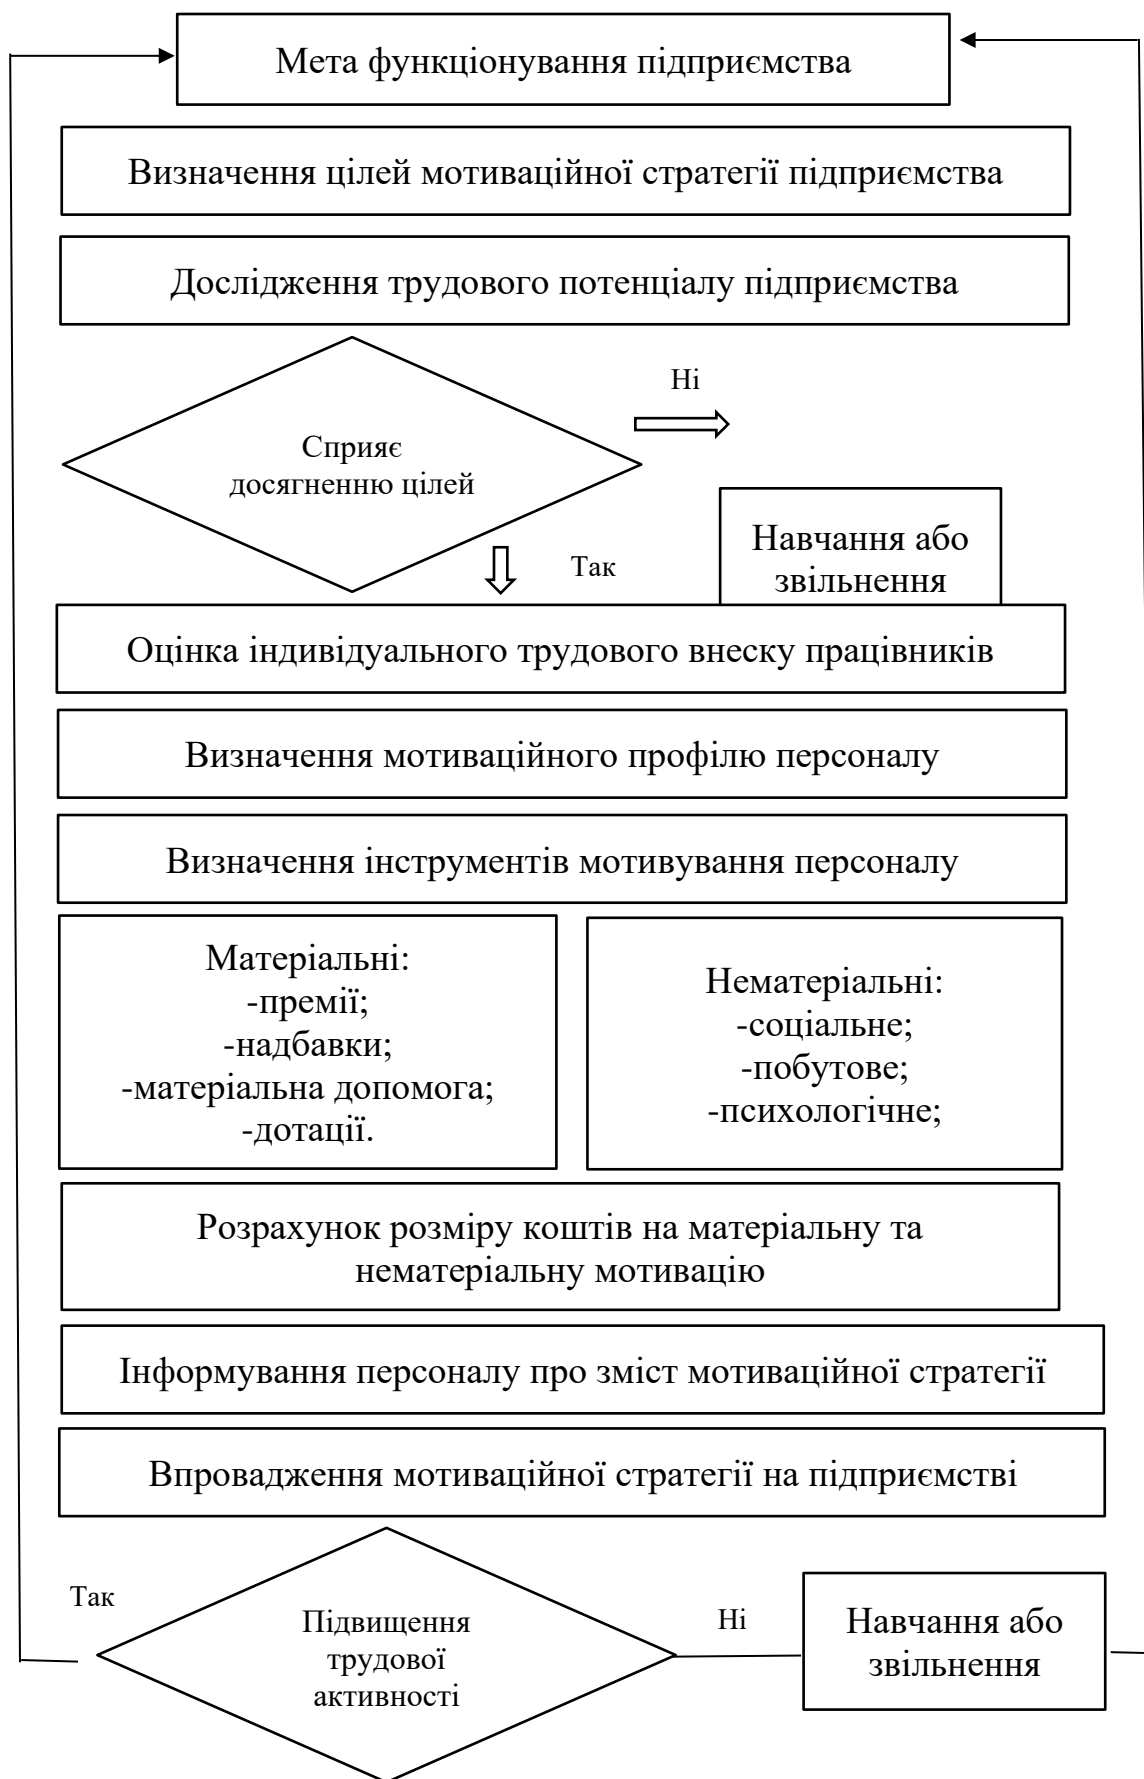 Мета функціонування підприємства
Визначення цілей мотиваційної стратегії підприємства
Дослідження трудового потенціалу підприємства
Ні
Сприяє
досягненню цілей
Так
Навчання або
звільнення
Оцінка індивідуального трудового внеску працівників
Визначення мотиваційного профілю персоналу
Визначення інструментів мотивування персоналу
Матеріальні:
-премії;
-надбавки;
-матеріальна допомога;
-дотації.
Нематеріальні:
-соціальне;
-побутове;
-психологічне;
Розрахунок розміру коштів на матеріальну та
нематеріальну мотивацію
Інформування персоналу про зміст мотиваційної стратегії
Впровадження мотиваційної стратегії на підприємстві
Так
Підвищення
трудової
активності
Ні
Навчання або
звільнення